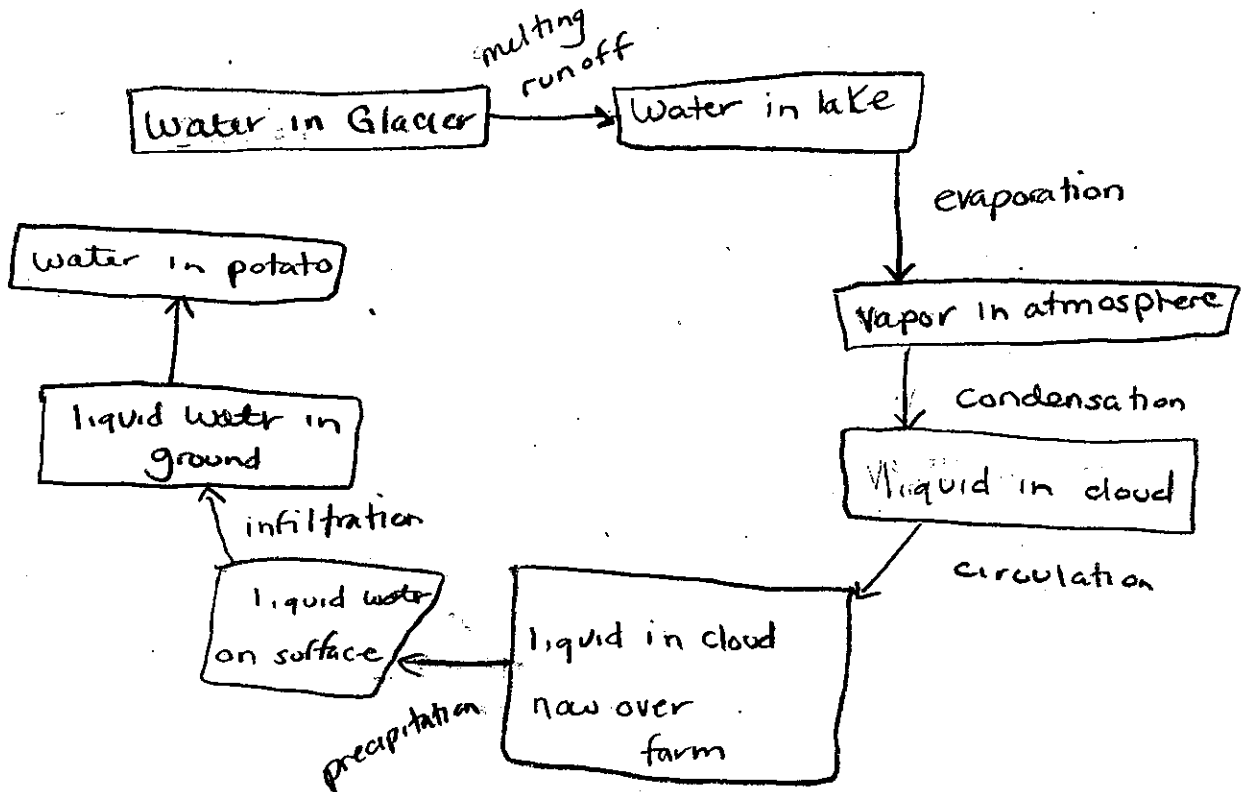 melting
runoff
Water in Glacier
Water in lake
evaporation
vapor in atmosphere
condensation
liquid in cloud
circulation
liquid in cloud
now over
farm
precipitation
liquid water
on surface
infiltration
liquid water in
ground
water in potato